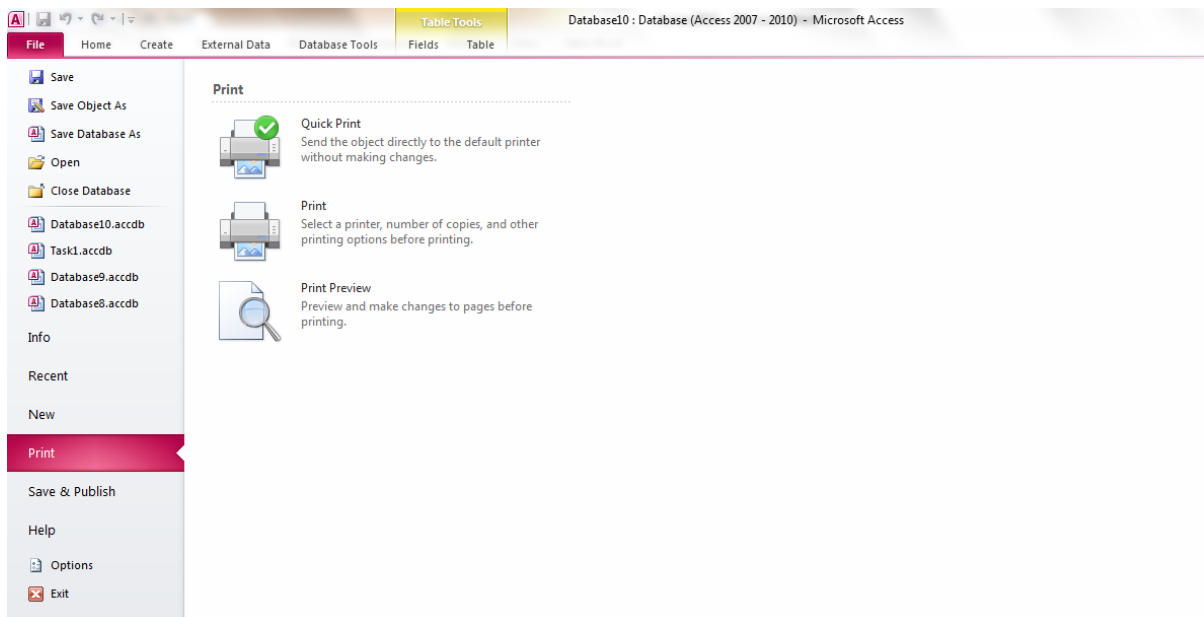 A
Table Tools
Database10 : Database (Access 2007 - 2010) - Microsoft Access
File Home Create External Data Database Tools Fields Table
Save
Save Object As
Save Database As
Open
Close Database
Database10.accdb
Task1.accdb
Database9.accdb
Database8.accdb
Info
Recent
New
Print
Save & Publish
Help
Options
Exit
Print
Quick Print
Send the object directly to the default printer
without making changes.
Print
Select a printer, number of copies, and other
printing options before printing.
Print Preview
Preview and make changes to pages before
printing.